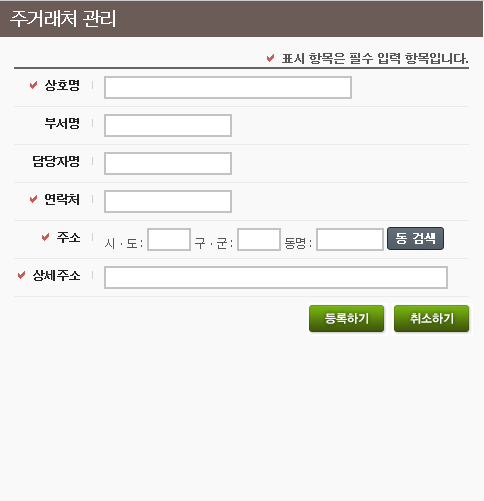 주거래처 관리
표시 항목은 필수 입력 항목입니다.
상호명
부서명
담당자명
연락처
주소 시·도: 구·군: 동명: 동 검색
상세주소
등록하기 취소하기